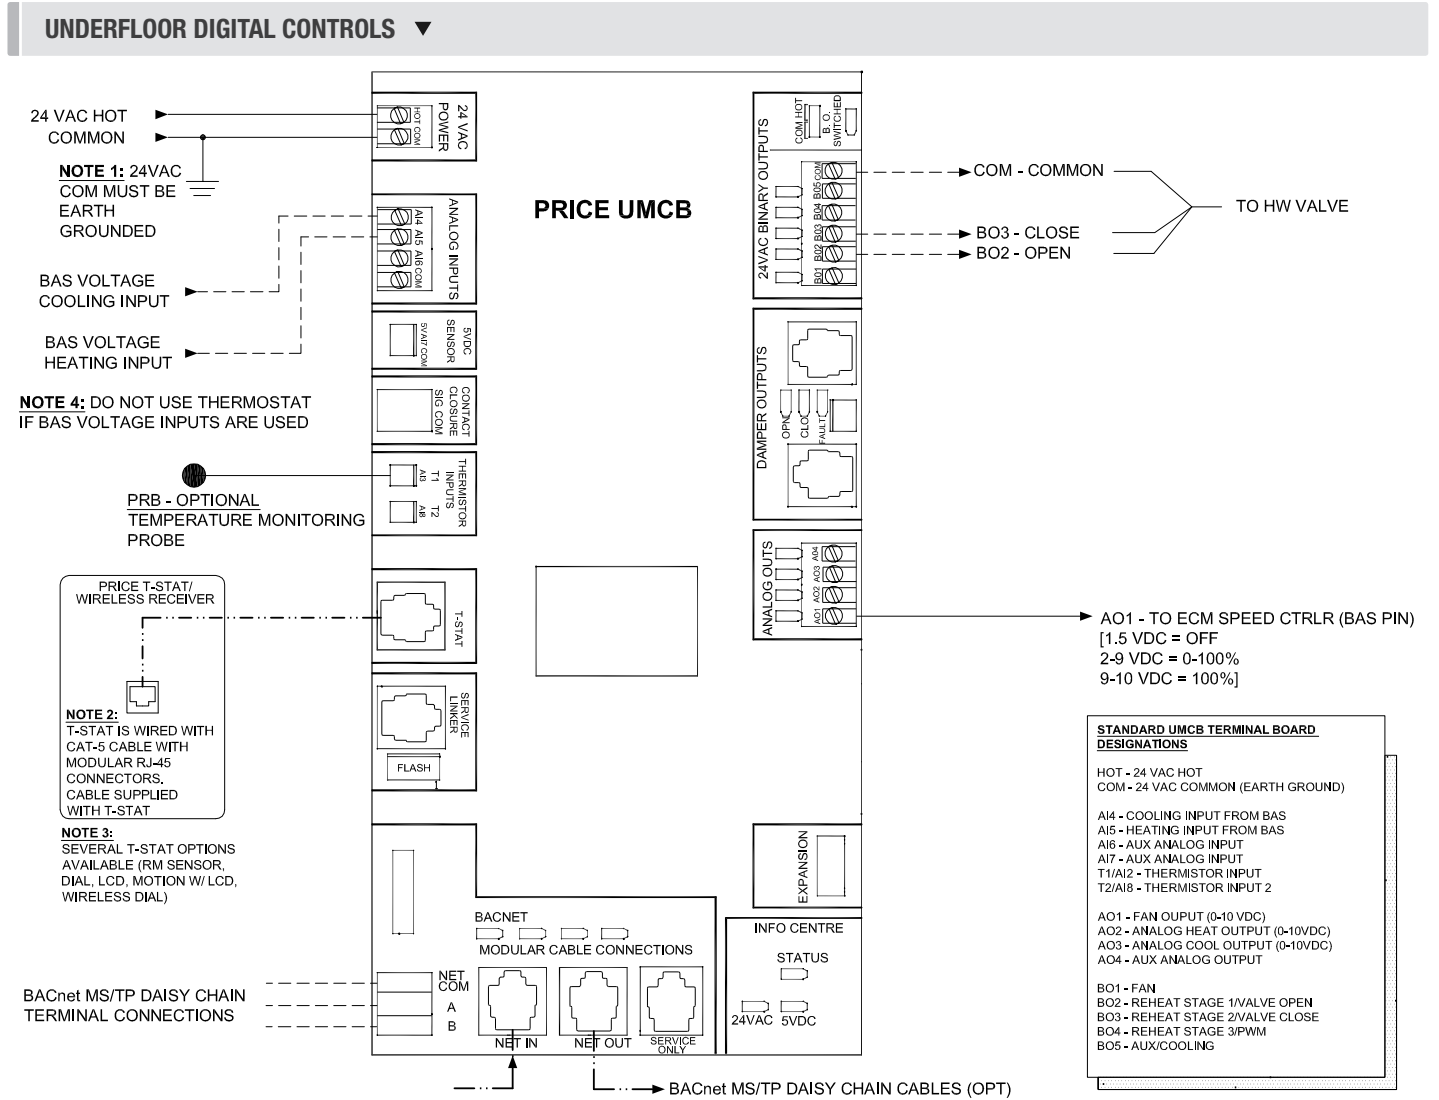 UNDERFLOOR DIGITAL CONTROLS ▼
24 VAC HOT
COMMON
NOTE 1: 24VAC
COM MUST BE
EARTH
GROUNDED
HOT COM
24 VAC
POWER
BAS VOLTAGE
COOLING INPUT
BAS VOLTAGE
HEATING INPUT
AI4 AI5 AI6 COM
ANALOG INPUTS
5VDC
SENSOR
5V AI7 COM
NOTE 4: DO NOT USE THERMOSTAT
IF BAS VOLTAGE INPUTS ARE USED
CONTACT
CLOSURE
SIG COM
THERMISTOR
INPUTS
T1
AI3
T2
AI8
PRB - OPTIONAL
TEMPERATURE MONITORING
PROBE
PRICE T-STAT/
WIRELESS RECEIVER
NOTE 2:
T-STAT IS WIRED WITH
CAT-5 CABLE WITH
MODULAR RJ-45
CONNECTORS.
CABLE SUPPLIED
WITH T-STAT
NOTE 3:
SEVERAL T-STAT OPTIONS
AVAILABLE (RM SENSOR,
DIAL, LCD, MOTION W/ LCD,
WIRELESS DIAL)
T-STAT
SERVICE
LINKER
FLASH
PRICE UMCB
24VAC BINARY OUTPUTS
COM HOT
B. O.
SWITCHED
COM
BO5
BO4
BO3
BO2
BO1
COM - COMMON
BO3 - CLOSE
BO2 - OPEN
TO HW VALVE
DAMPER OUTPUTS
OPN
CLO
FAULT
ANALOG OUTS
AO4
AO3
AO2
AO1
AO1 - TO ECM SPEED CTRLR (BAS PIN)
[1.5 VDC = OFF
2-9 VDC = 0-100%
9-10 VDC = 100%]
STANDARD UMCB TERMINAL BOARD
DESIGNATIONS
HOT - 24 VAC HOT
COM - 24 VAC COMMON (EARTH GROUND)
AI4 - COOLING INPUT FROM BAS
AI5 - HEATING INPUT FROM BAS
AI6 - AUX ANALOG INPUT
AI7 - AUX ANALOG INPUT
T1/AI2 - THERMISTOR INPUT
T2/AI8 - THERMISTOR INPUT 2
AO1 - FAN OUPUT (0-10 VDC)
AO2 - ANALOG HEAT OUTPUT (0-10VDC)
AO3 - ANALOG COOL OUTPUT (0-10VDC)
AO4 - AUX ANALOG OUTPUT
BO1 - FAN
BO2 - REHEAT STAGE 1/VALVE OPEN
BO3 - REHEAT STAGE 2/VALVE CLOSE
BO4 - REHEAT STAGE 3/PWM
BO5 - AUX/COOLING
EXPANSION
INFO CENTRE
STATUS
24VAC 5VDC
BACNET
MODULAR CABLE CONNECTIONS
NET
COM
A
B
NET IN
NET OUT
SERVICE
ONLY
BACnet MS/TP DAISY CHAIN
TERMINAL CONNECTIONS
BACnet MS/TP DAISY CHAIN CABLES (OPT)